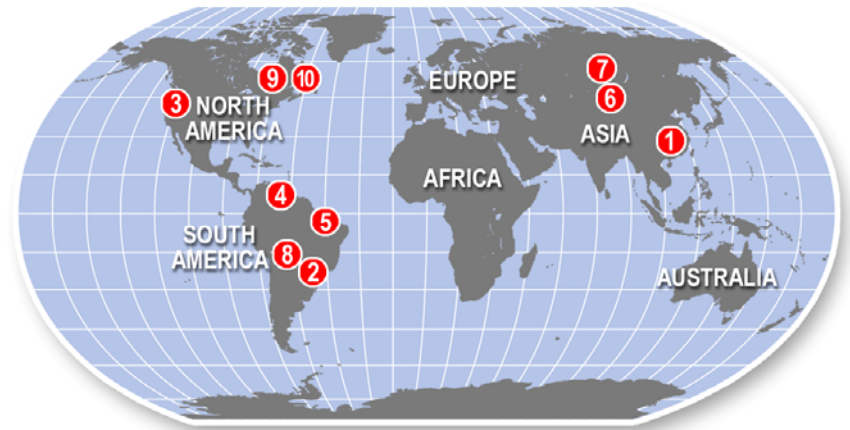 7
9 10
EUROPE
3 NORTH
AMERICA
6
ASIA
1
AFRICA
4
5
SOUTH
AMERICA
8
2
AUSTRALIA